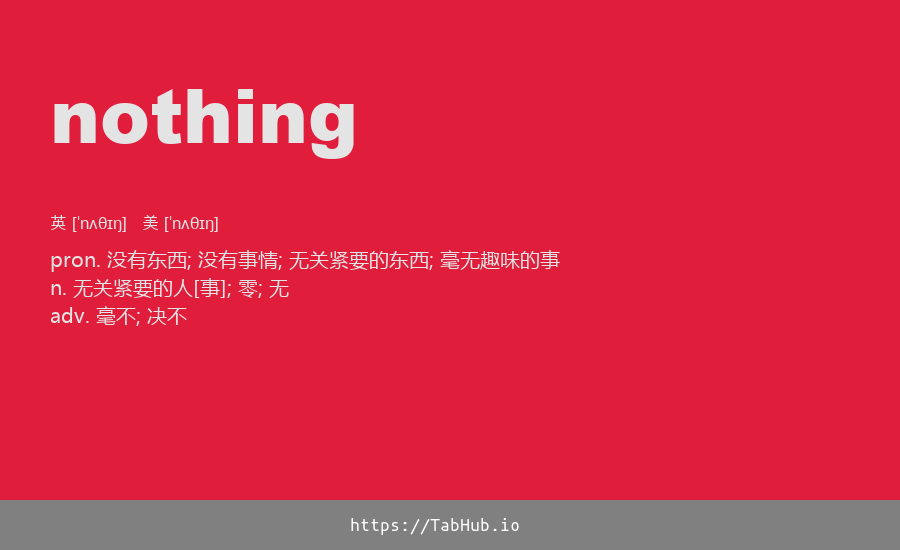 nothing
英 [ˈnʌθɪŋ] 美 [ˈnʌθɪŋ]
pron. 没有东西; 没有事情; 无关紧要的东西; 毫无趣味的事
n. 无关紧要的人[事]; 零; 无
adv. 毫不; 决不
https://TabHub.io